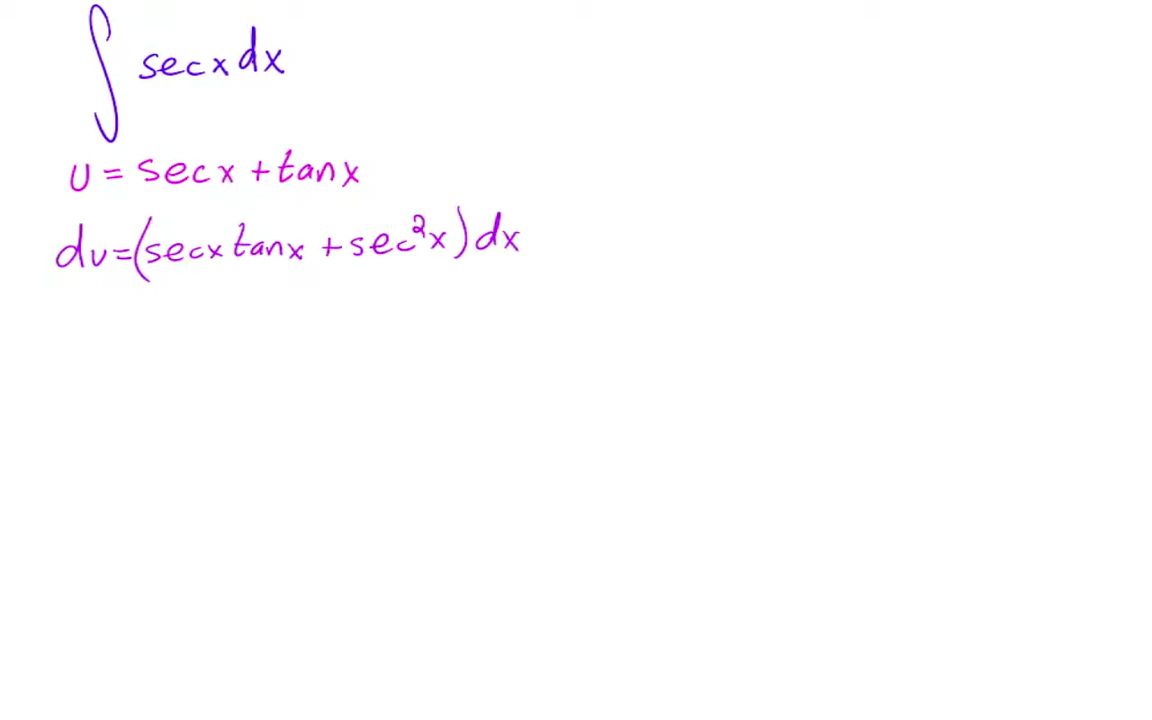 ∫ secx dx
u = secx + tanx
du=(secx tanx + sec²x)dx